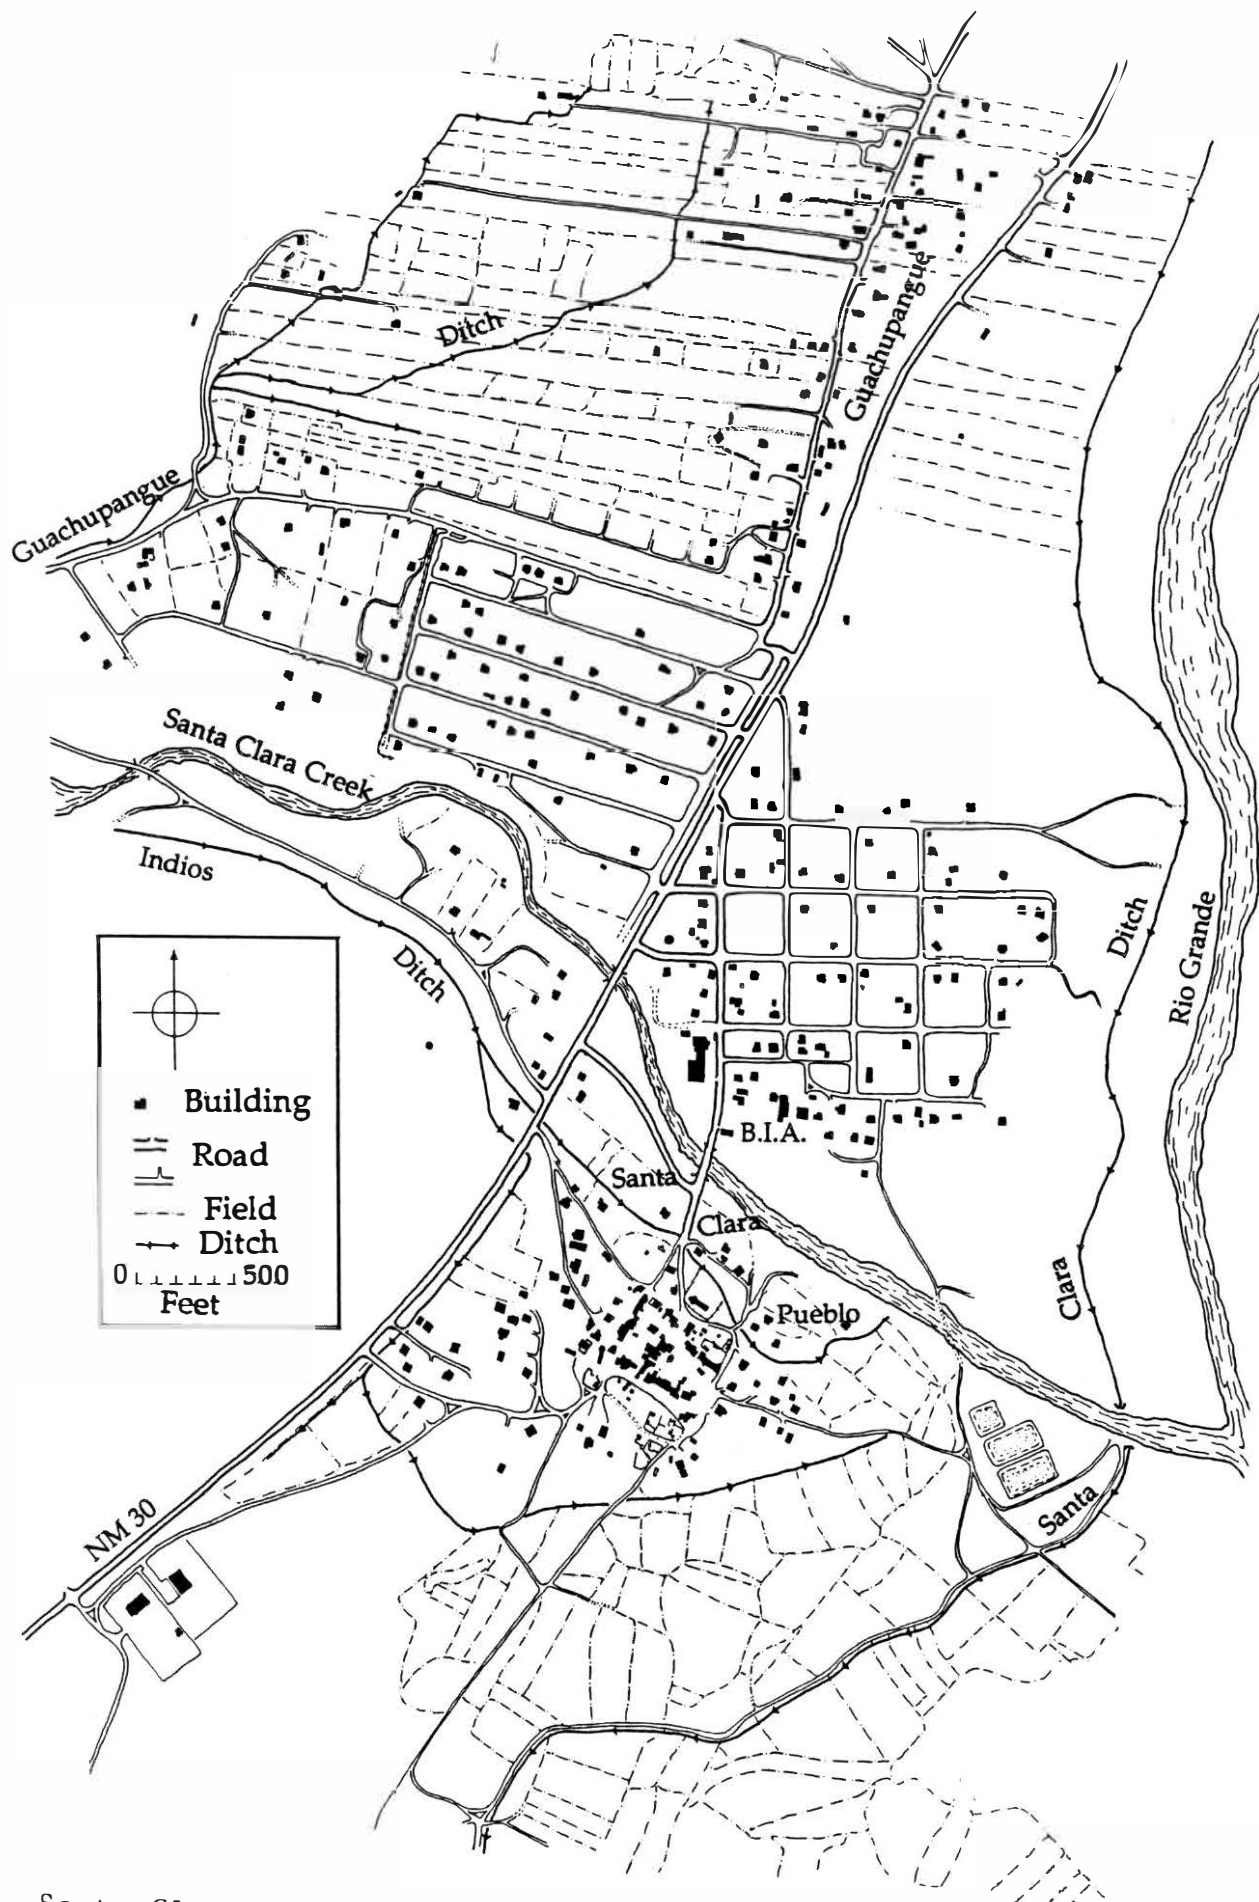 Guachupangue
Ditch
Guachupangue
Santa Clara Creek
Indios
Ditch
Ditch
Rio Grande
Building
Road
Field
Ditch
0 500
Feet
B.I.A.
Santa
Clara
Pueblo
Clara
Santa
NM 30